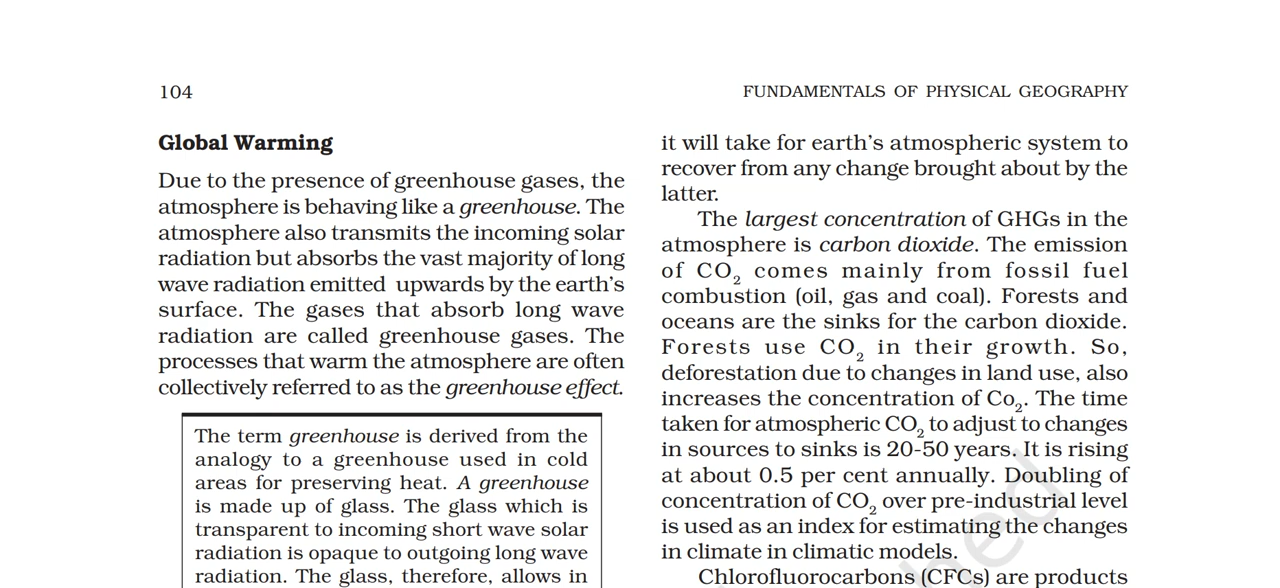 104
FUNDAMENTALS OF PHYSICAL GEOGRAPHY
Global Warming
Due to the presence of greenhouse gases, the
atmosphere is behaving like a greenhouse. The
atmosphere also transmits the incoming solar
radiation but absorbs the vast majority of long
wave radiation emitted upwards by the earth's
surface. The gases that absorb long wave
radiation are called greenhouse gases. The
processes that warm the atmosphere are often
collectively referred to as the greenhouse effect.
The term greenhouse is derived from the
analogy to a greenhouse used in cold
areas for preserving heat. A greenhouse
is made up of glass. The glass which is
transparent to incoming short wave solar
radiation is opaque to outgoing long wave
radiation. The glass, therefore, allows in
it will take for earth's atmospheric system to
recover from any change brought about by the
latter.
The largest concentration of GHGs in the
atmosphere is carbon dioxide. The emission
of CO₂ comes mainly from fossil fuel
combustion (oil, gas and coal). Forests and
oceans are the sinks for the carbon dioxide.
Forests use CO₂ in their growth. So,
deforestation due to changes in land use, also
increases the concentration of Co₂. The time
taken for atmospheric CO₂ to adjust to changes
in sources to sinks is 20-50 years. It is rising
at about 0.5 per cent annually. Doubling of
concentration of CO₂ over pre-industrial level
is used as an index for estimating the changes
in climate in climatic models.
Chlorofluorocarbons (CFCs) are products